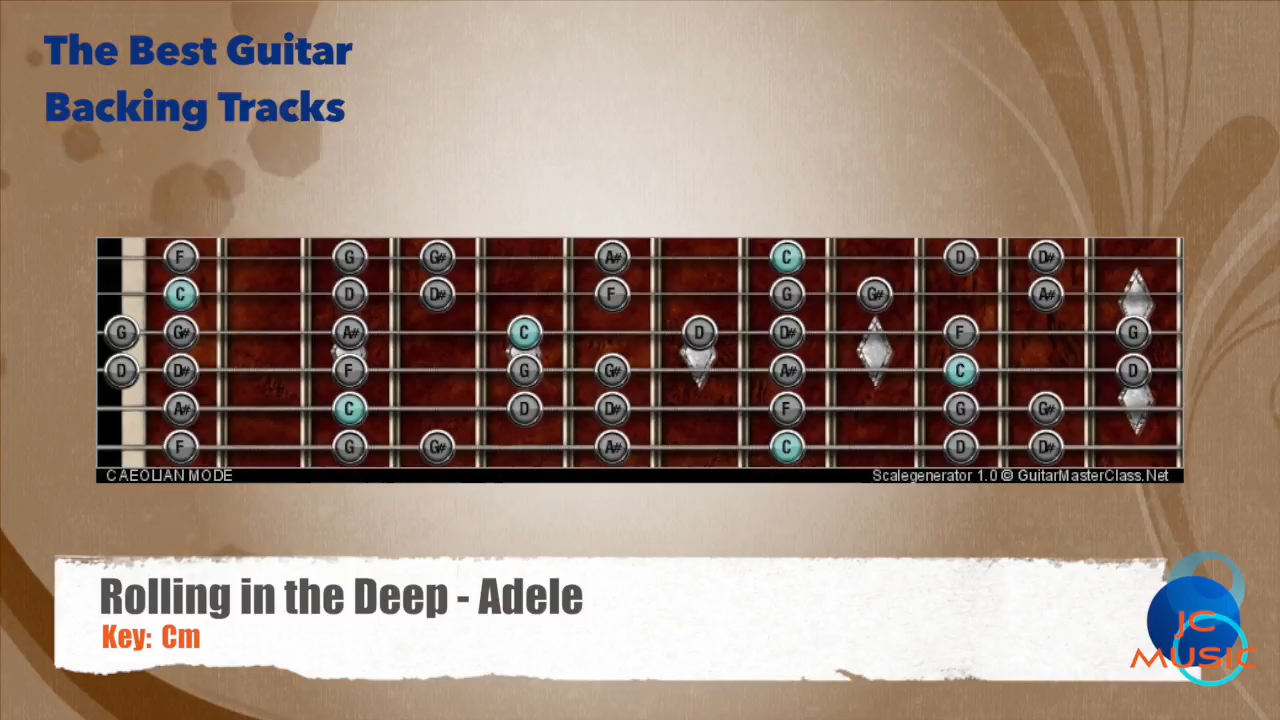 The Best Guitar
Backing Tracks
F G G# A# C D D#
C D D# F G G# A#
G G# A# C D D# F G
D D# F G G# A# C D
A# C D D# F G G#
F G G# A# C D D#
CAEOLIAN MODE
Scalegenerator 1.0 © GuitarMasterClass.Net
Rolling in the Deep - Adele
Key: Cm
JC
MUSIC